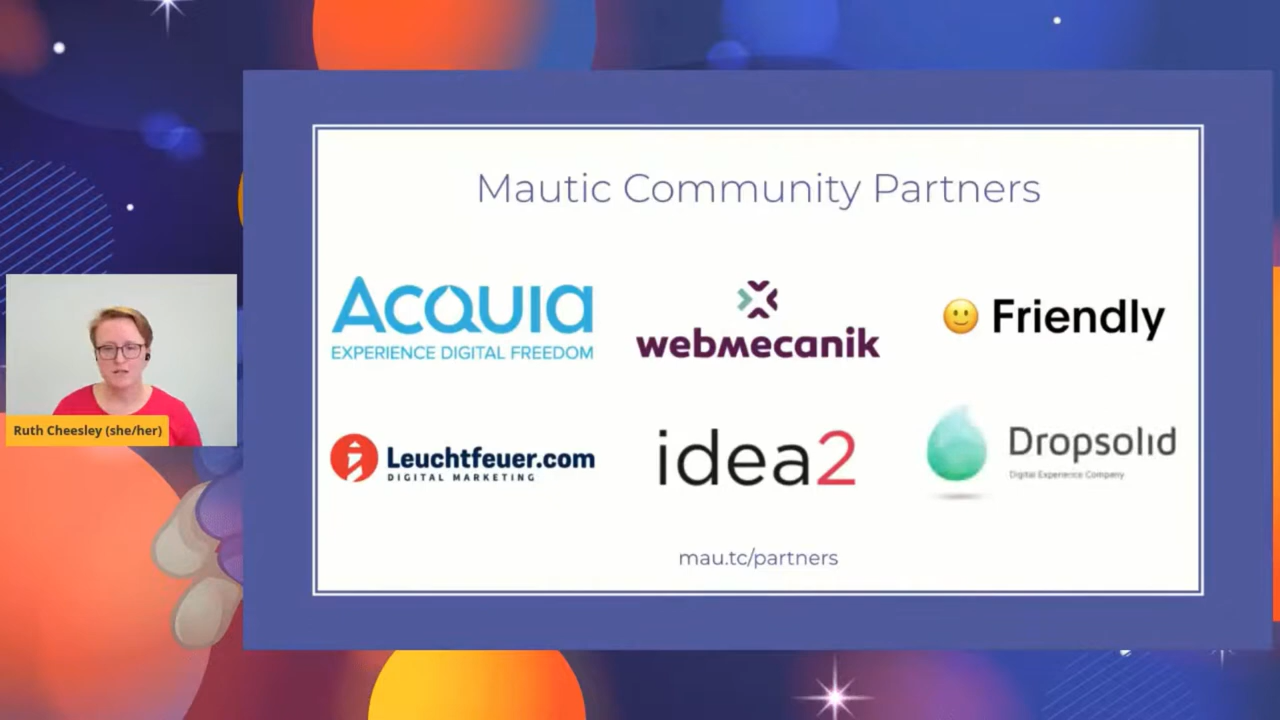 Mautic Community Partners
ACQUIA
EXPERIENCE DIGITAL FREEDOM
webmecanik
Friendly
Leuchtfeuer.com
DIGITAL MARKETING
idea2
Dropsolid
Digital Experience Company
mau.tc/partners
Ruth Cheesley (she/her)